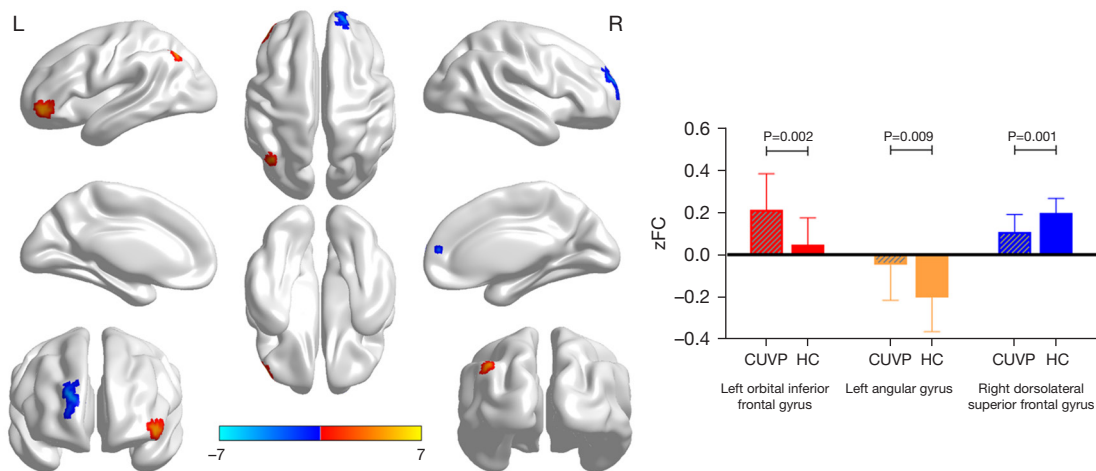 L
R
−7
7
zFC
0.6
0.4
0.2
0.0
−0.2
−0.4
P=0.002
P=0.009
P=0.001
CUVP HC
CUVP HC
CUVP HC
Left orbital inferior
frontal gyrus
Left angular gyrus
Right dorsolateral
superior frontal gyrus